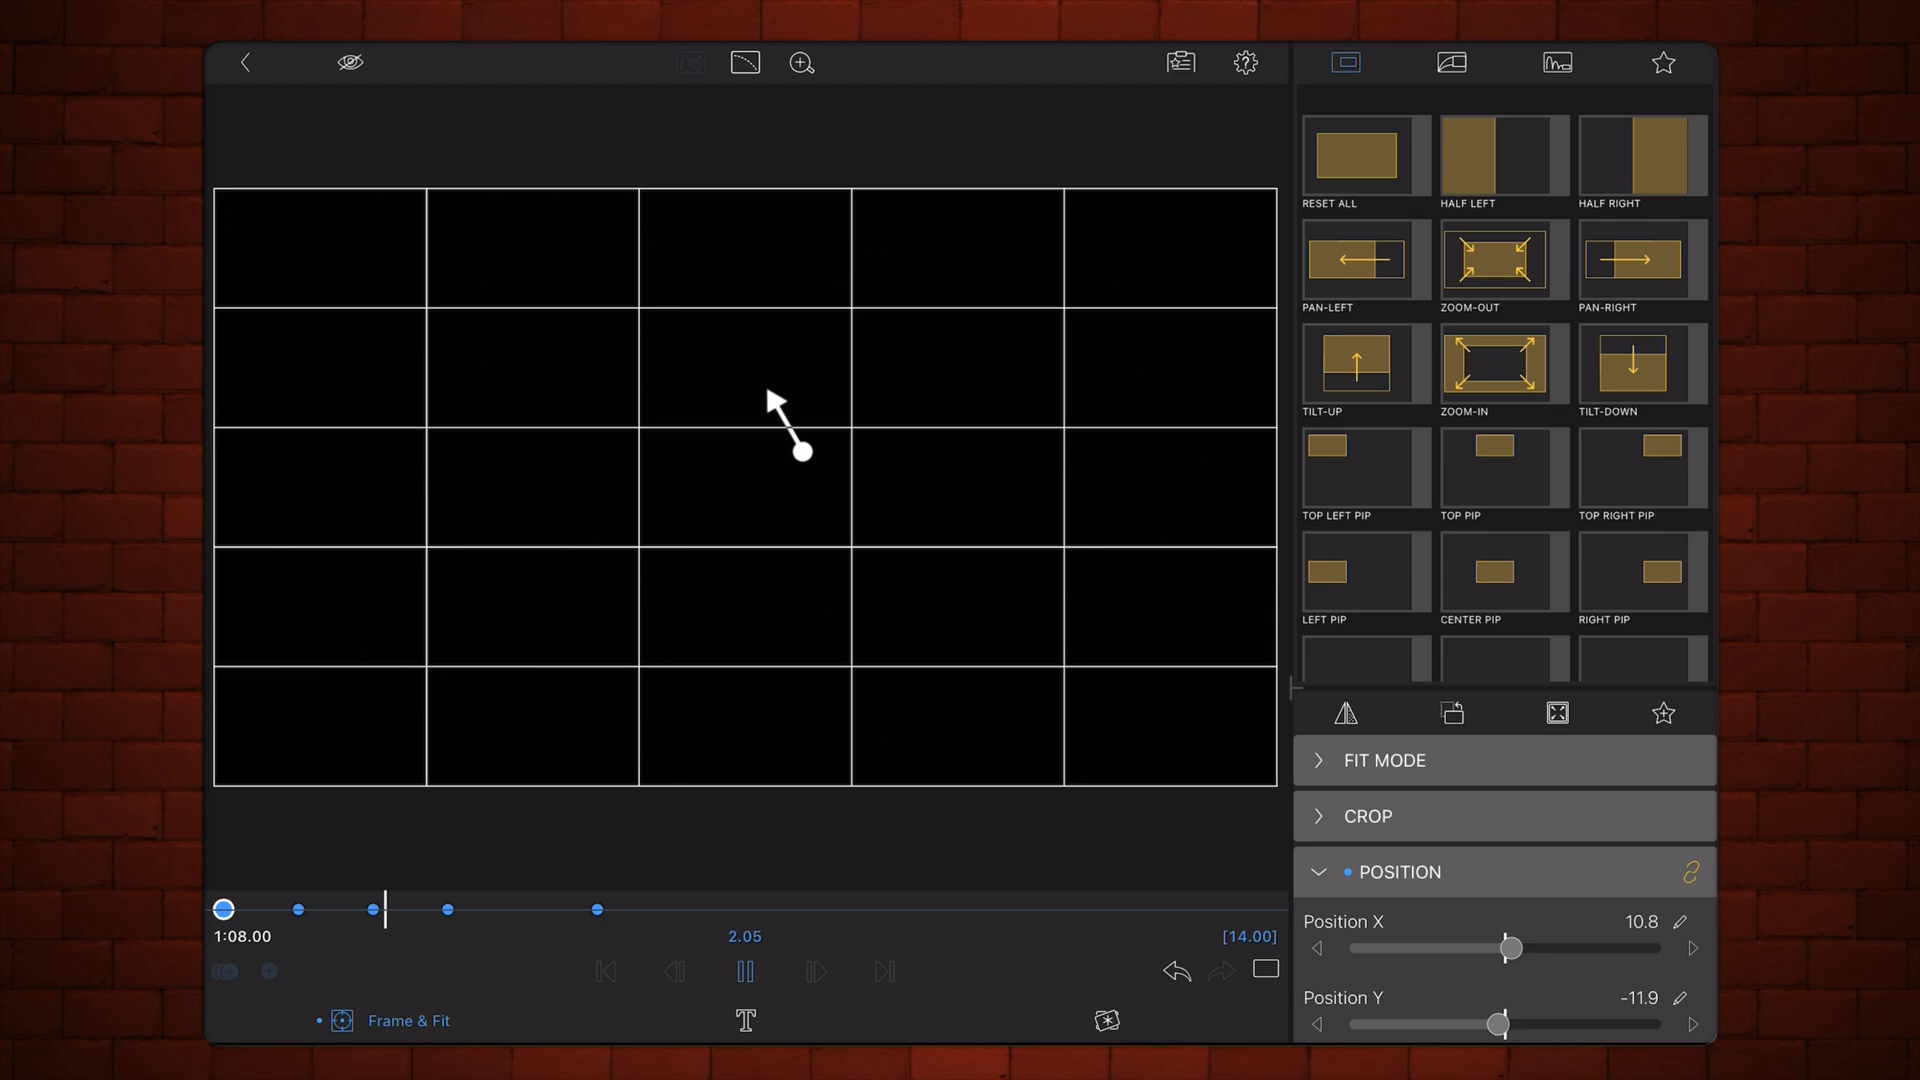 RESET ALL
HALF LEFT
HALF RIGHT
PAN-LEFT
ZOOM-OUT
PAN-RIGHT
TILT-UP
ZOOM-IN
TILT-DOWN
TOP LEFT PIP
TOP PIP
TOP RIGHT PIP
LEFT PIP
CENTER PIP
RIGHT PIP
FIT MODE
CROP
POSITION
Position X
10.8
Position Y
-11.9
1:08.00
2.05
[14.00]
Frame & Fit